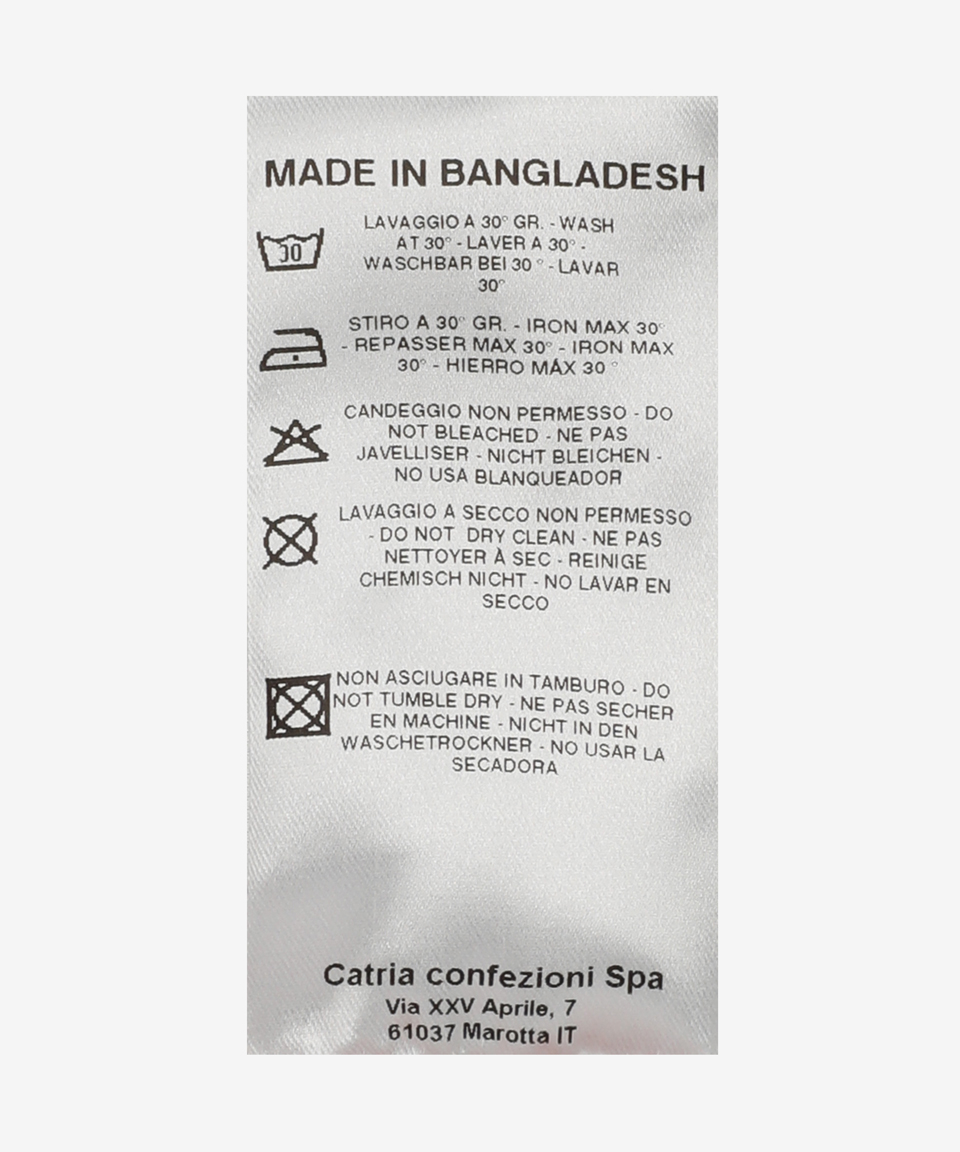 MADE IN BANGLADESH
30
LAVAGGIO A 30° GR. - WASH
AT 30° - LAVER A 30° -
WASCHBAR BEI 30 ° - LAVAR
30°
STIRO A 30° GR. - IRON MAX 30°
- REPASSER MAX 30° - IRON MAX
30° - HIERRO MÁX 30 °
CANDEGGIO NON PERMESSO - DO
NOT BLEACHED - NE PAS
JAVELLISER - NICHT BLEICHEN -
NO USA BLANQUEADOR
LAVAGGIO A SECCO NON PERMESSO
- DO NOT DRY CLEAN - NE PAS
NETTOYER À SEC - REINIGE
CHEMISCH NICHT - NO LAVAR EN
SECCO
NON ASCIUGARE IN TAMBURO - DO
NOT TUMBLE DRY - NE PAS SECHER
EN MACHINE - NICHT IN DEN
WASCHETROCKNER - NO USAR LA
SECADORA
Catria confezioni Spa
Via XXV Aprile, 7
61037 Marotta IT